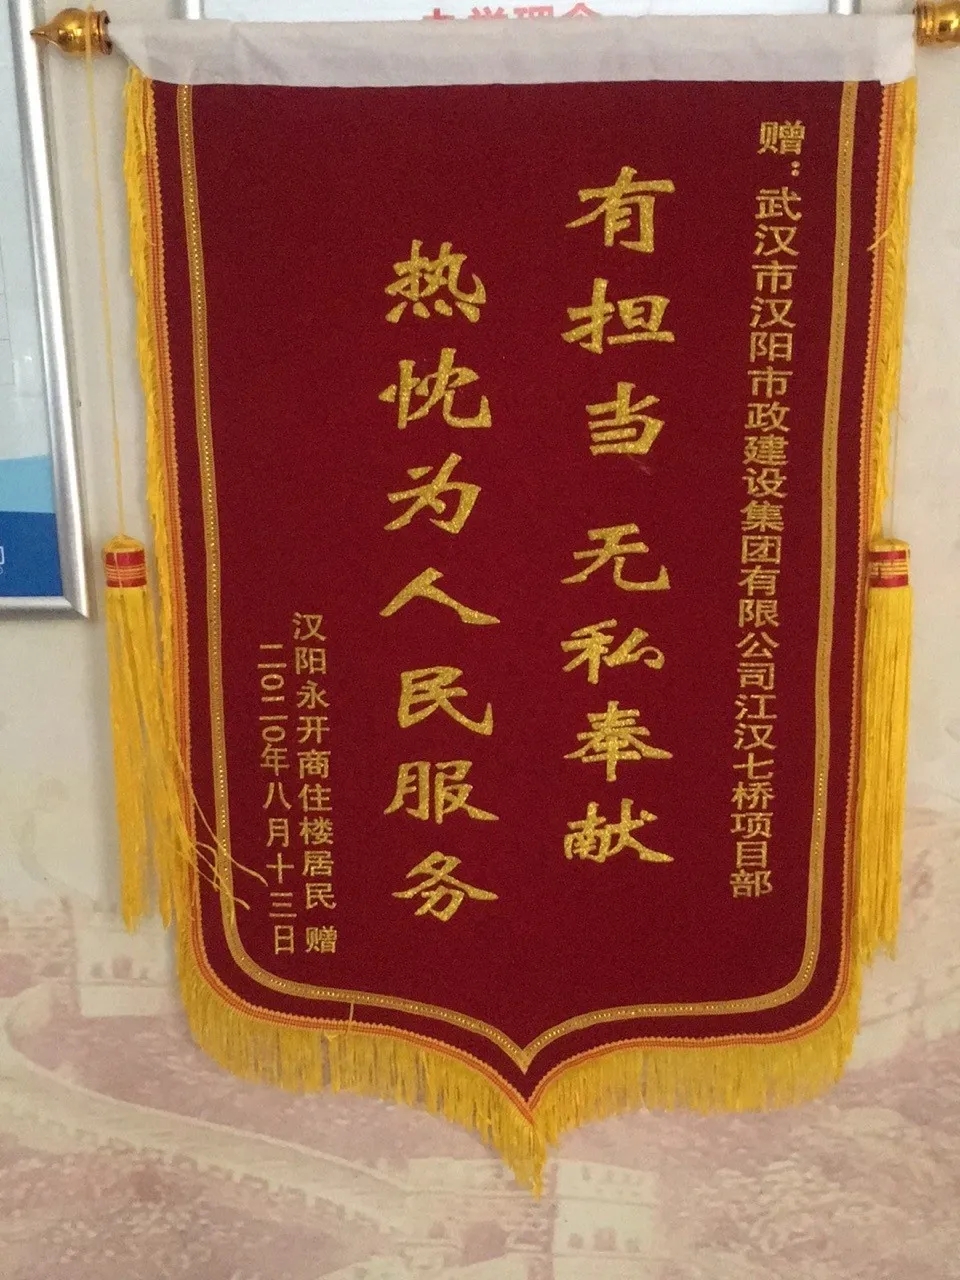 赠：武汉市汉阳市政建设集团有限公司江汉七桥项目部
有担当 无私奉献
热忱为人民服务
汉阳永开商住楼居民 赠
二〇二〇年八月十三日